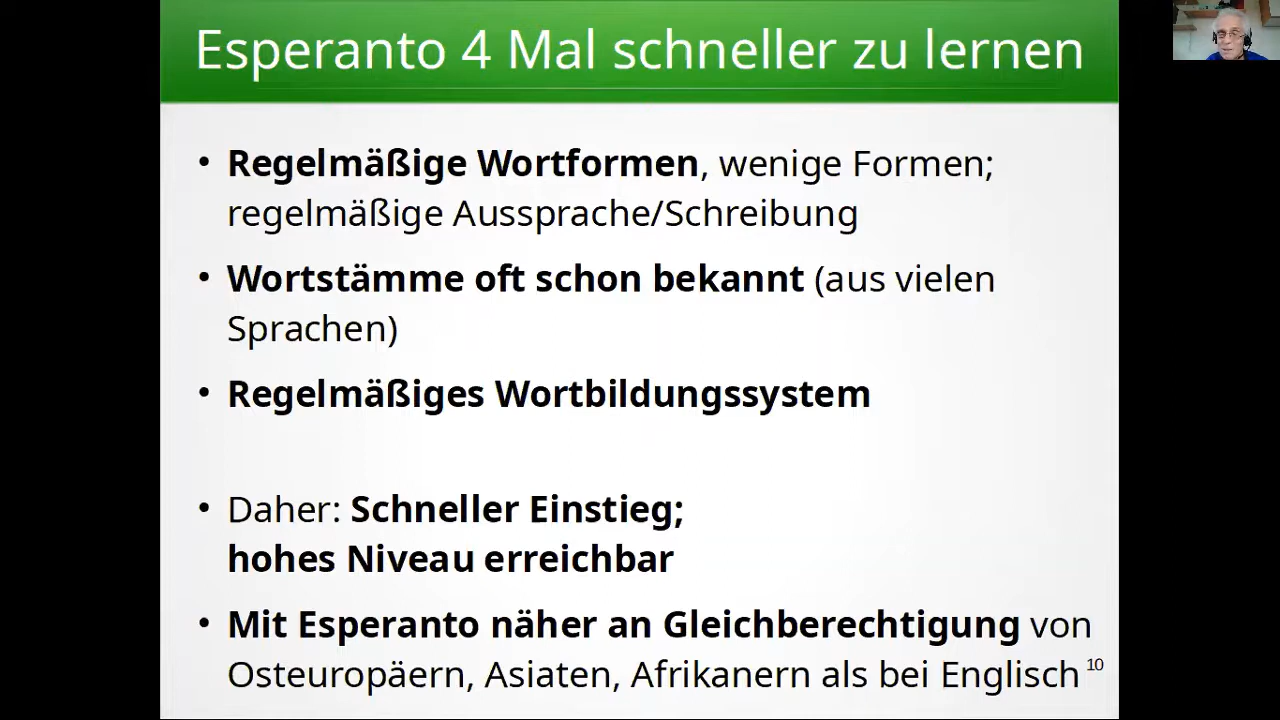 Esperanto 4 Mal schneller zu lernen
• Regelmäßige Wortformen, wenige Formen;
regelmäßige Aussprache/Schreibung
• Wortstämme oft schon bekannt (aus vielen
Sprachen)
• Regelmäßiges Wortbildungssystem
• Daher: Schneller Einstieg;
hohes Niveau erreichbar
• Mit Esperanto näher an Gleichberechtigung von
Osteuropäern, Asiaten, Afrikanern als bei Englisch 10